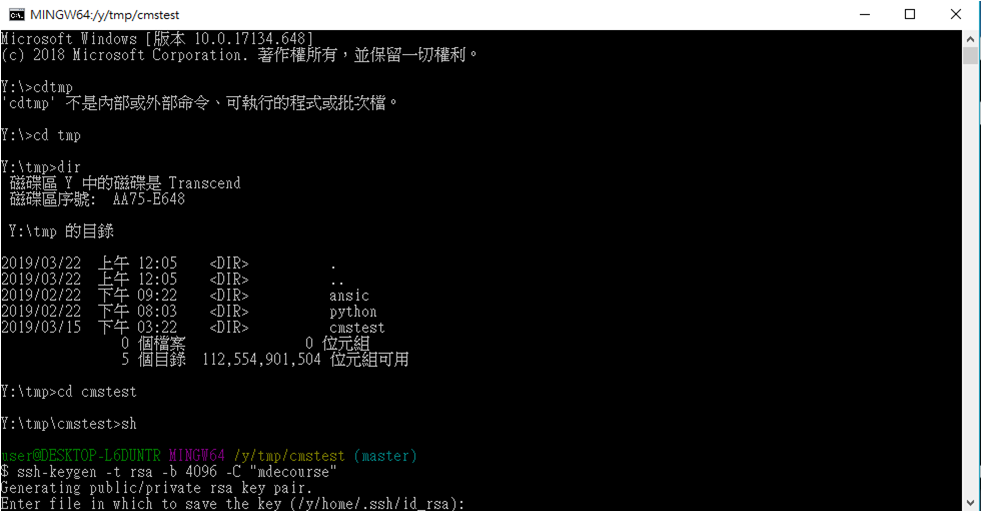 MINGW64:/y/tmp/cmstest
Microsoft Windows [版本 10.0.17134.648]
(c) 2018 Microsoft Corporation. 著作權所有，並保留一切權利。
Y:\>cdtmp
'cdtmp' 不是內部或外部命令、可執行的程式或批次檔。
Y:\>cd tmp
Y:\tmp>dir
磁碟區 Y 中的磁碟是 Transcend
磁碟區序號:  AA75-E648
Y:\tmp 的目錄
2019/03/22  上午 12:05    <DIR>          .
2019/03/22  上午 12:05    <DIR>          ..
2019/02/22  下午 09:22    <DIR>          ansic
2019/02/22  下午 08:03    <DIR>          python
2019/03/15  下午 03:22    <DIR>          cmstest
0 個檔案               0 位元組
5 個目錄  112,554,901,504 位元組可用
Y:\tmp>cd cmstest
Y:\tmp\cmstest>sh
user@DESKTOP-L6DUNTR MINGW64 /y/tmp/cmstest (master)
$ ssh-keygen -t rsa -b 4096 -C "mdecourse"
Generating public/private rsa key pair.
Enter file in which to save the key (/y/home/.ssh/id_rsa):